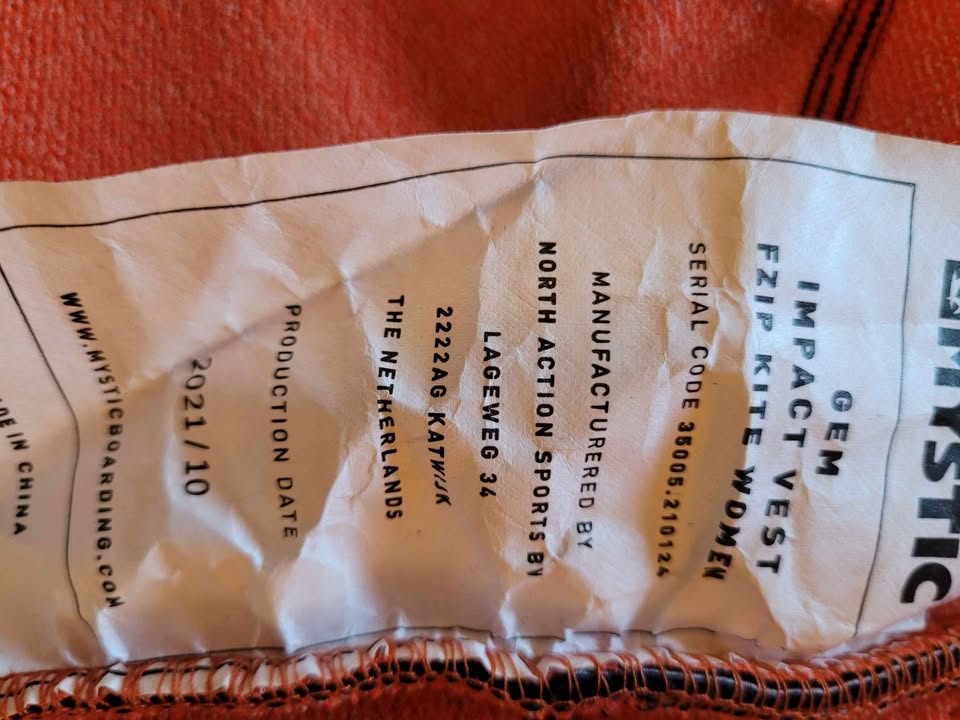 MYSTIC
GEM
IMPACT VEST
FZIP KITE WOMEN
SERIAL CODE 35005.210124
MANUFACTURERED BY
NORTH ACTION SPORTS BV
LAGEWEG 34
2222AG KATWIJK
THE NETHERLANDS
PRODUCTION DATE
2021/10
WWW.MYSTICBOARDING.COM
IN CHINA